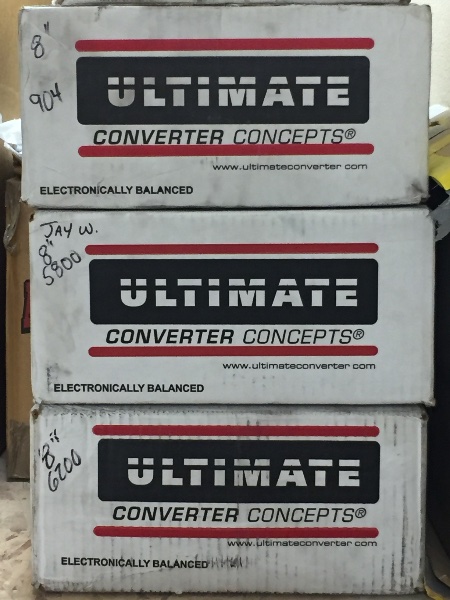 8"
904
ULTIMATE
CONVERTER CONCEPTS®
www.ultimateconverter.com
ELECTRONICALLY BALANCED
JAY W.
8"
5800
ULTIMATE
CONVERTER CONCEPTS®
www.ultimateconverter.com
ELECTRONICALLY BALANCED
"8"
6200
ULTIMATE
CONVERTER CONCEPTS®
www.ultimateconverter.com
ELECTRONICALLY BALANCED